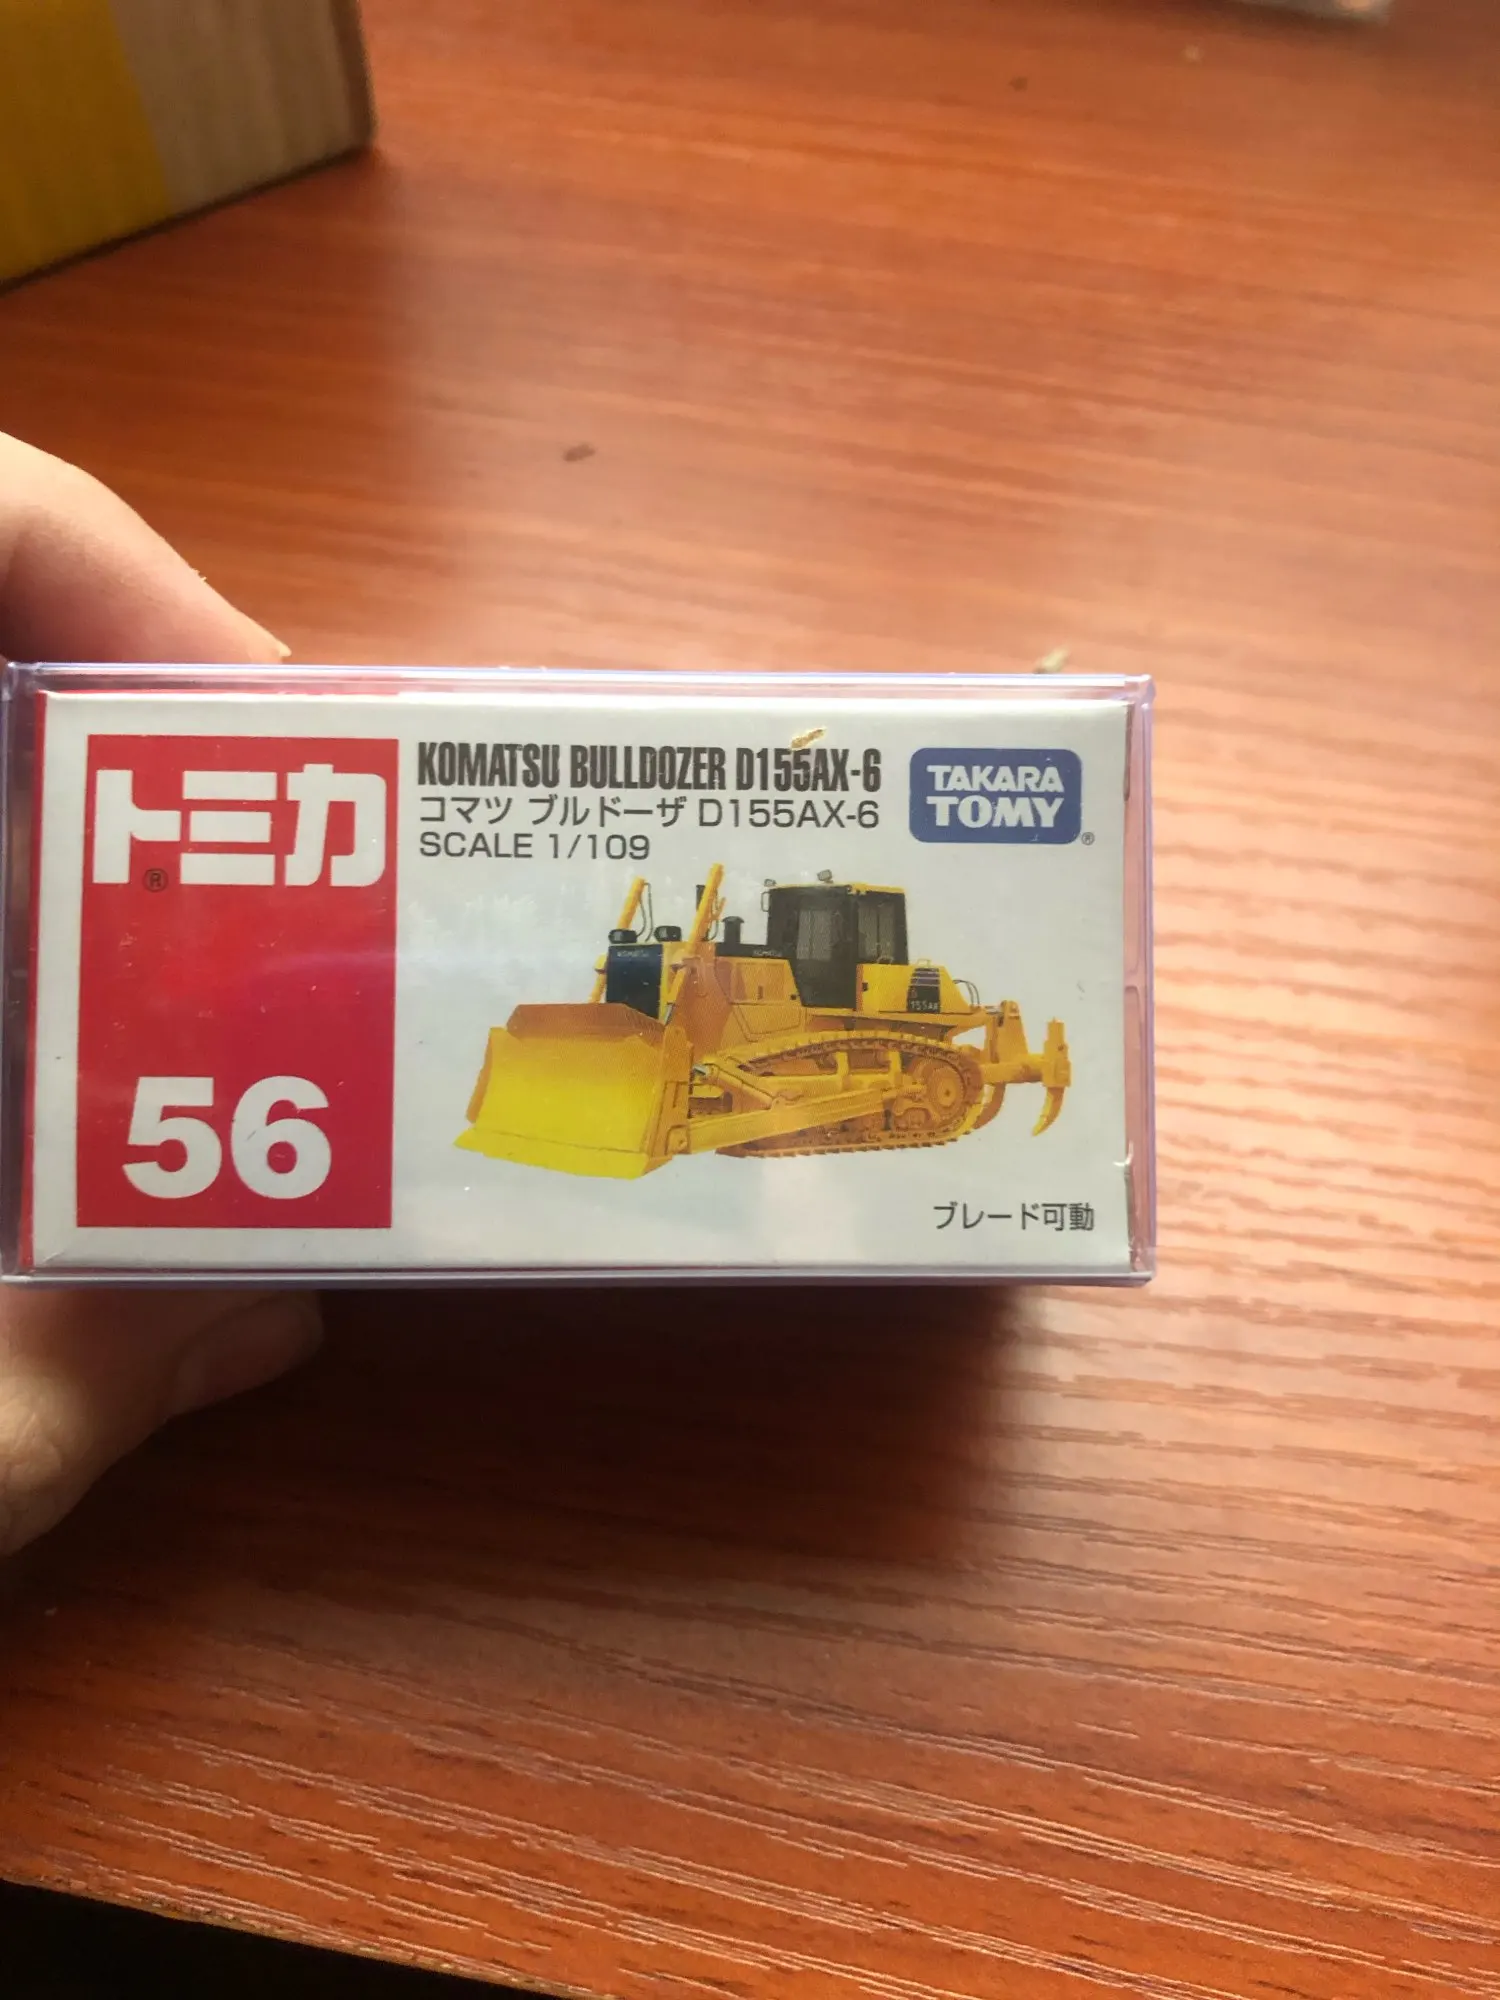 トミカ
®
56
KOMATSU BULLDOZER D155AX-6
コマツ ブルドーザ D155AX-6
SCALE 1/109
TAKARA
TOMY
®
ブレード可動